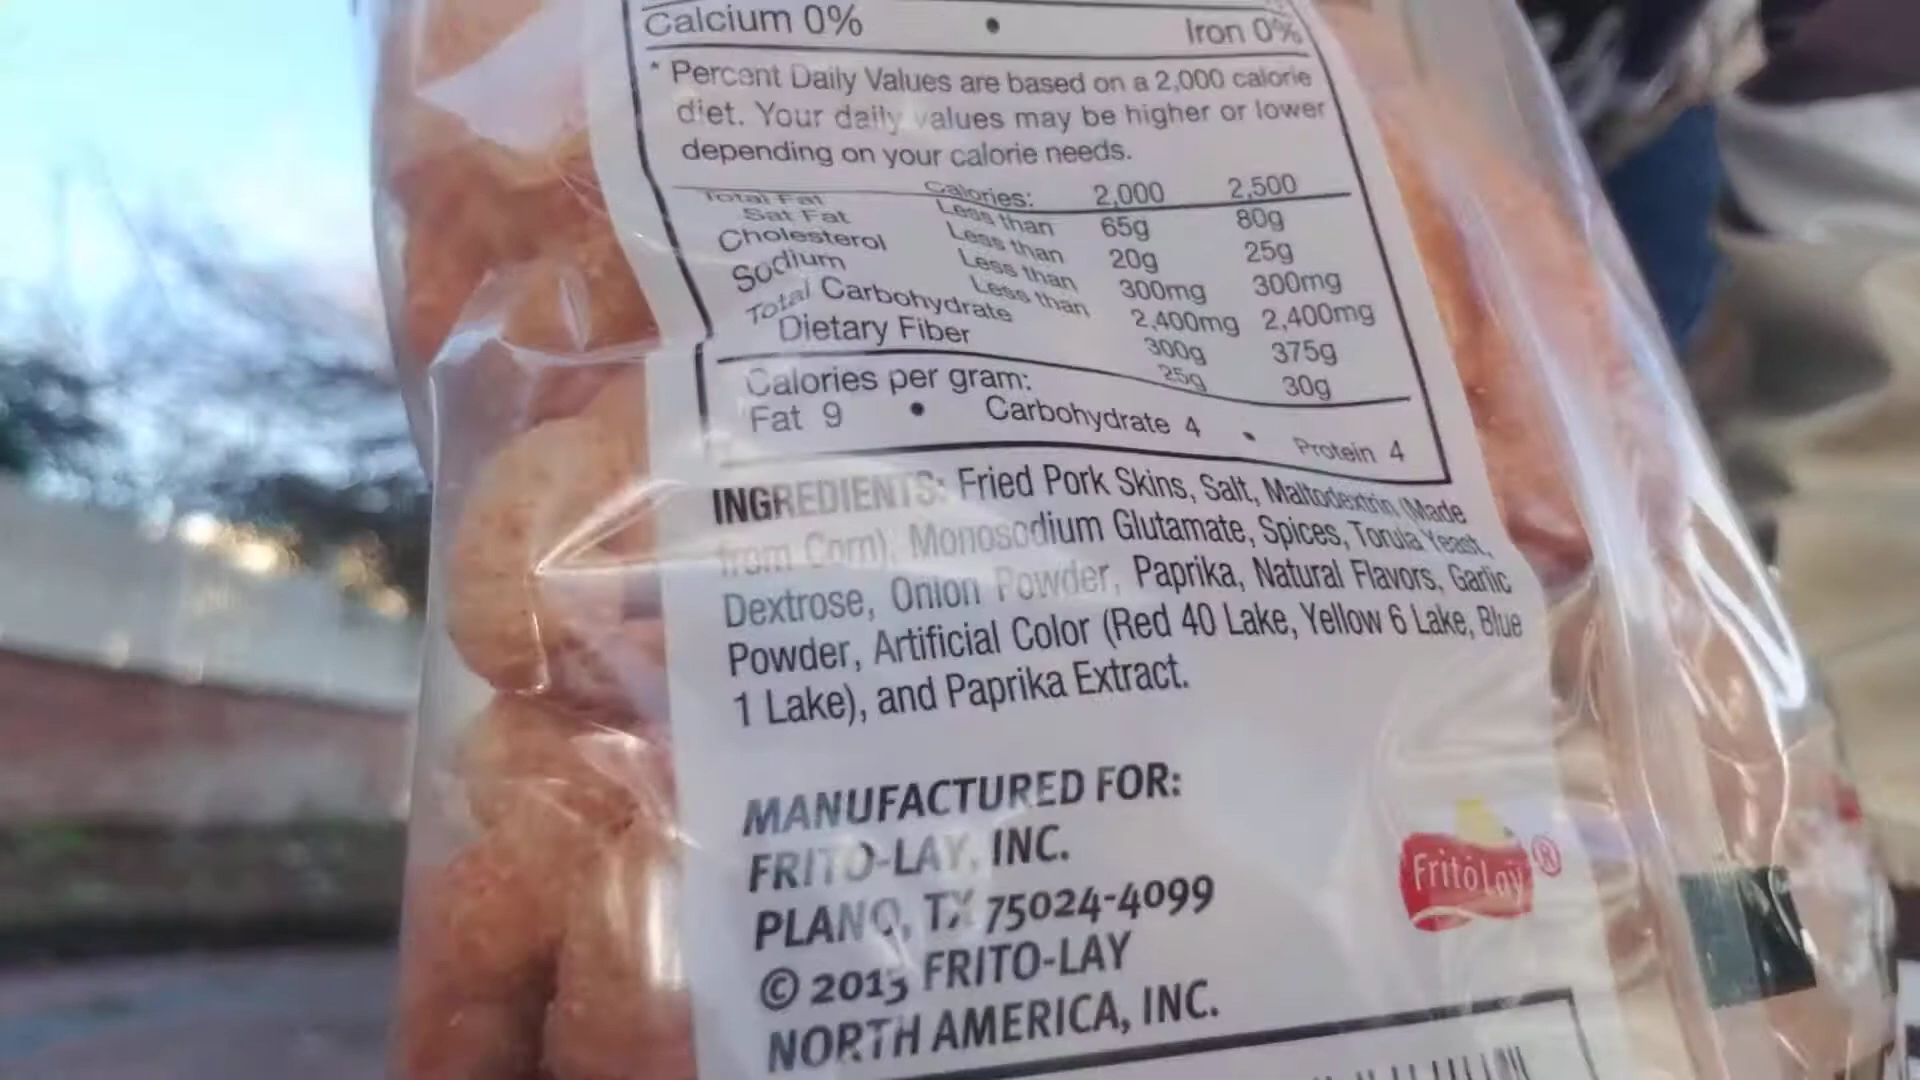 Calcium 0% • Iron 0%
* Percent Daily Values are based on a 2,000 calorie
diet. Your daily values may be higher or lower
depending on your calorie needs.
Calories: 2,000 2,500
Total Fat Less than 65g 80g
Sat Fat Less than 20g 25g
Cholesterol Less than 300mg 300mg
Sodium Less than 2,400mg 2,400mg
Total Carbohydrate 300g 375g
Dietary Fiber 25g 30g
Calories per gram:
Fat 9 • Carbohydrate 4 • Protein 4
INGREDIENTS: Fried Pork Skins, Salt, Maltodextrin (Made
from Corn), Monosodium Glutamate, Spices, Torula Yeast,
Dextrose, Onion Powder, Paprika, Natural Flavors, Garlic
Powder, Artificial Color (Red 40 Lake, Yellow 6 Lake, Blue
1 Lake), and Paprika Extract.
MANUFACTURED FOR:
FRITO-LAY, INC.
PLANO, TX 75024-4099
© 2013 FRITO-LAY
NORTH AMERICA, INC.
FritoLay®